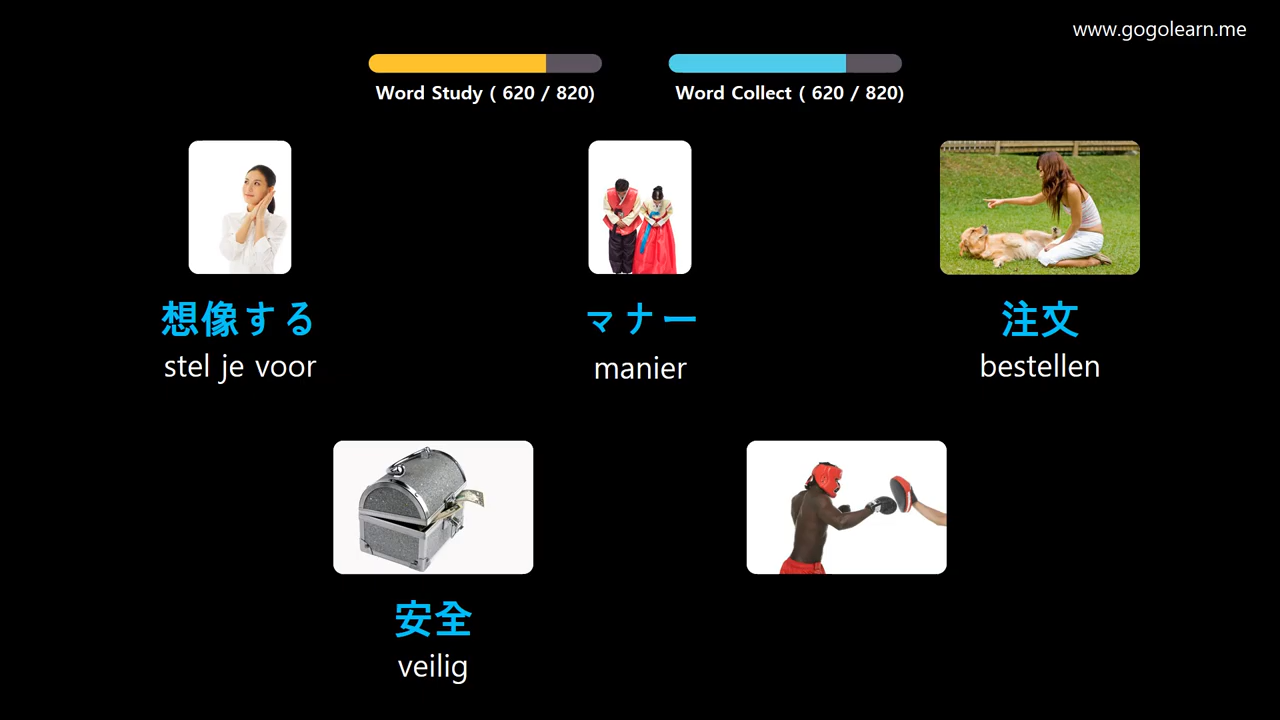 www.gogolearn.me
Word Study ( 620 / 820)
Word Collect ( 620 / 820)
想像する
stel je voor
マナー
manier
注文
bestellen
安全
veilig